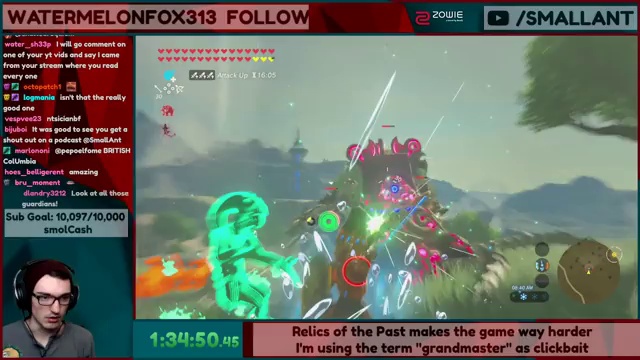 WATERMELONFOX313 FOLLOW
ZOWIE
/SMALLANT
water_sh33p I will go comment on
one of your yt vids and say I came
from your stream where you read
every one
octopatch1
logmania isn't that the really
good one
vespvee23 ntsicianbf
bijuboi It was good to see you get a
shout out on a podcast @SmallAnt
marlononi @pepoelfome BRITISH
ColUmbia
hoes_belligerent amazing
bru_moment
dlandry3212 Look at all those
guardians!
Sub Goal: 10,097/10,000
smolCash
Attack Up 16:05
1:34:50.45
Relics of the Past makes the game way harder
I'm using the term "grandmaster" as clickbait